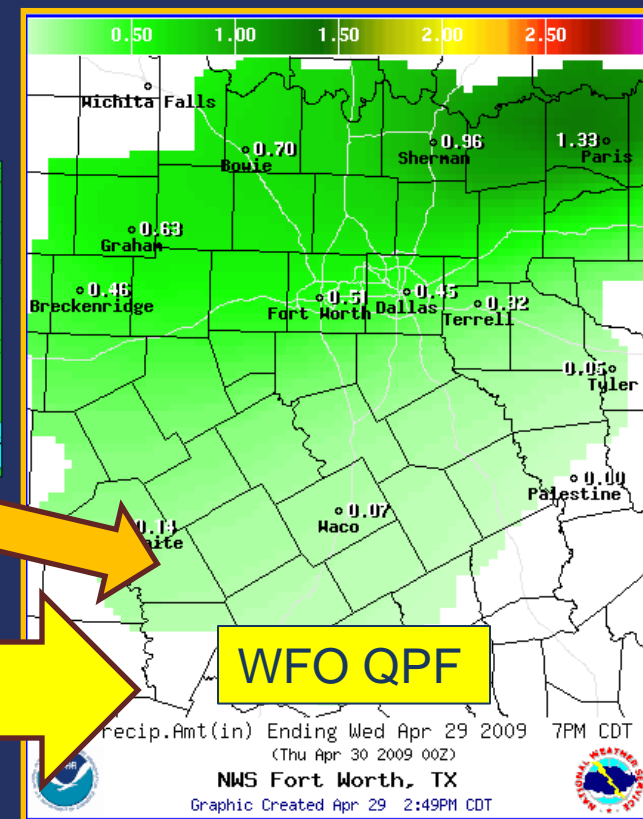 0.50 1.00 1.50 2.00 2.50
Wichita Falls
0.70
Bowie
0.96
Sherman
1.33
Paris
0.63
Graham
0.46
Breckenridge
0.51
Fort Worth
0.45
Dallas
0.32
Terrell
0.05
Tyler
0.00
Palestine
0.07
Waco
WFO QPF
recip.Amt(in) Ending Wed Apr 29 2009 7PM CDT
(Thu Apr 30 2009 00Z)
NWS Fort Worth, TX
Graphic Created Apr 29 2:49PM CDT